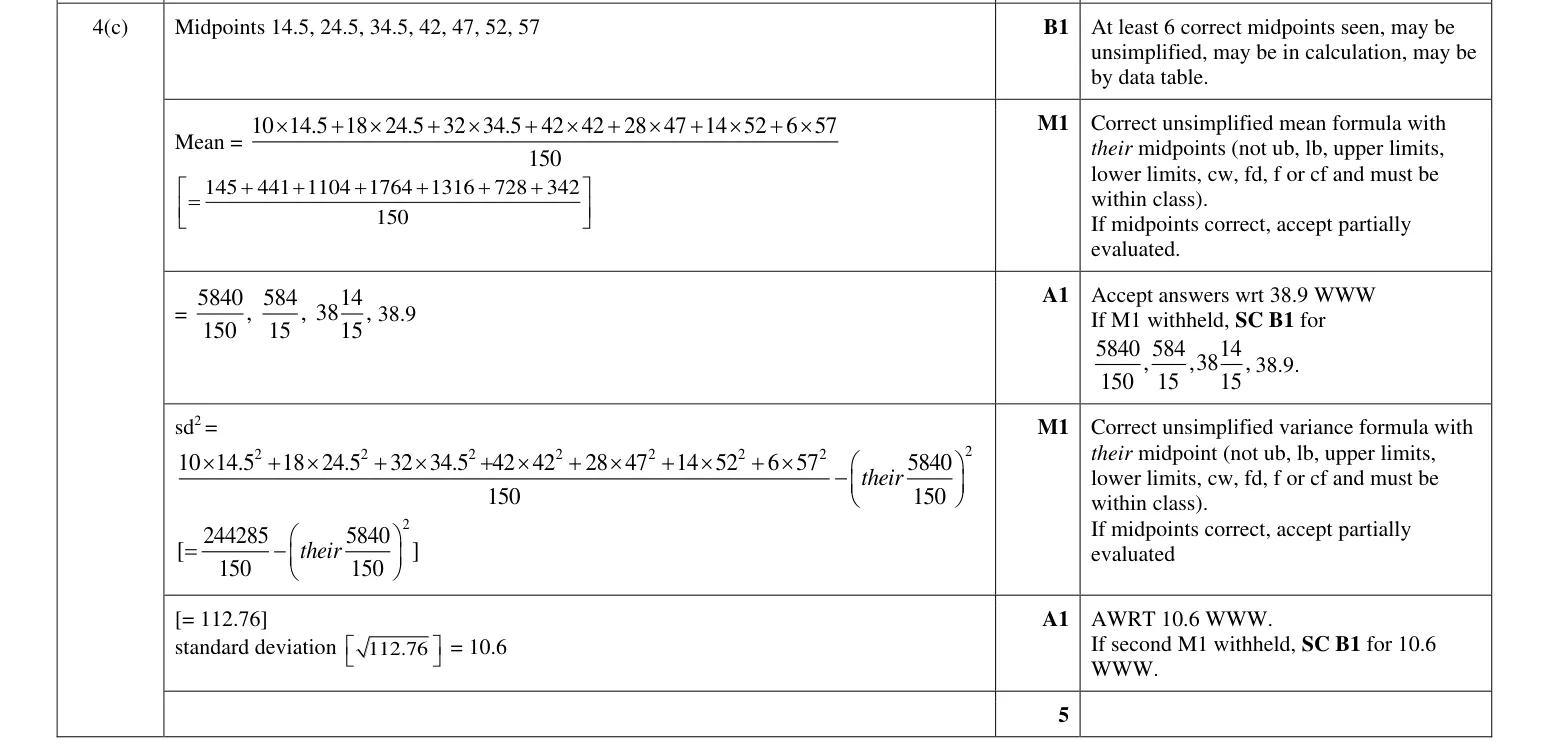 4(c)
Midpoints 14.5, 24.5, 34.5, 42, 47, 52, 57
B1
At least 6 correct midpoints seen, may be
unsimplified, may be in calculation, may be
by data table.
Mean = (10×14.5+18×24.5+32×34.5+42×42+28×47+14×52+6×57)/150
[=(145+441+1104+1764+1316+728+342)/150]
M1
Correct unsimplified mean formula with
their midpoints (not ub, lb, upper limits,
lower limits, cw, fd, f or cf and must be
within class).
If midpoints correct, accept partially
evaluated.
= 5840/150, 584/15, 38 14/15, 38.9
A1
Accept answers wrt 38.9 WWW
If M1 withheld, SC B1 for
5840/150, 584/15, 38 14/15, 38.9.
sd² =
(10×14.5²+18×24.5²+32×34.5²+42×42²+28×47²+14×52²+6×57²)/150 − (their 5840/150)²
[=244285/150 − (their 5840/150)²]
M1
Correct unsimplified variance formula with
their midpoint (not ub, lb, upper limits,
lower limits, cw, fd, f or cf and must be
within class).
If midpoints correct, accept partially
evaluated
[= 112.76]
standard deviation [√112.76] = 10.6
A1
AWRT 10.6 WWW.
If second M1 withheld, SC B1 for 10.6
WWW.
5